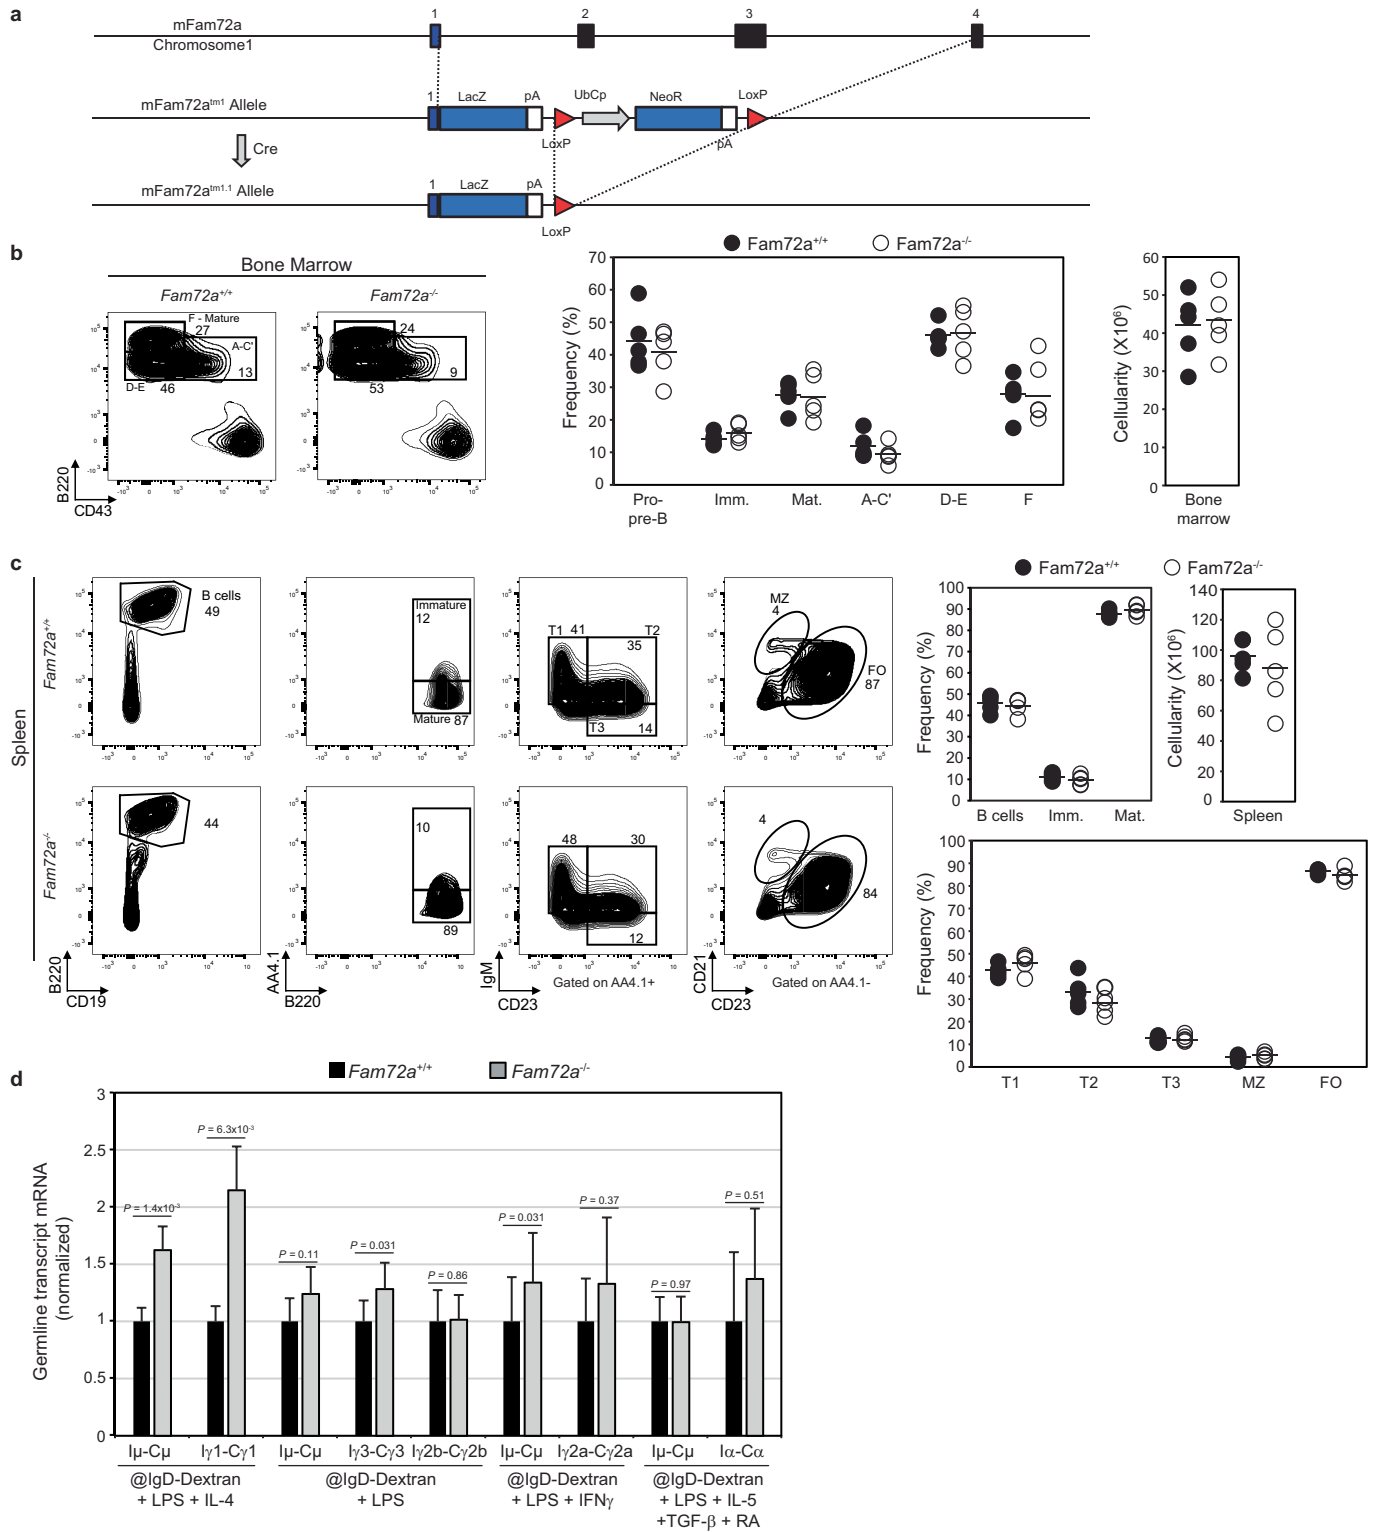 a
mFam72a
Chromosome1
1
2
3
4
mFam72a^tm1 Allele
1
LacZ
pA
UbCp
NeoR
LoxP
LoxP
pA
Cre
mFam72a^tm1.1 Allele
1
LacZ
pA
LoxP
b
Bone Marrow
Fam72a+/+
Fam72a-/-
F - Mature
27
A-C'
13
D-E
46
24
9
53
B220
CD43
Fam72a+/+
Fam72a-/-
Frequency (%)
70
60
50
40
30
20
10
0
Pro-
pre-B
Imm.
Mat.
A-C'
D-E
F
Cellularity (X10⁶)
60
50
40
30
20
10
0
Bone
marrow
c
Spleen
Fam72a+/+
B cells
49
Immature
12
Mature 87
T1
41
T2
35
T3
14
MZ
4
FO
87
Fam72a-/-
44
10
89
48
30
12
4
84
B220
CD19
AA4.1
B220
IgM
CD23
Gated on AA4.1+
CD21
CD23
Gated on AA4.1-
Fam72a+/+
Fam72a-/-
Frequency (%)
100
90
80
70
60
50
40
30
20
10
0
B cells
Imm.
Mat.
Cellularity (X10⁶)
140
120
100
80
60
40
20
0
Spleen
Frequency (%)
100
90
80
70
60
50
40
30
20
10
0
T1
T2
T3
MZ
FO
d
Fam72a+/+
Fam72a-/-
Germline transcript mRNA
(normalized)
3
2.5
2
1.5
1
0.5
0
P = 1.4x10⁻³
P = 6.3x10⁻³
P = 0.11
P = 0.031
P = 0.86
P = 0.031
P = 0.37
P = 0.97
P = 0.51
Iμ-Cμ
Iγ1-Cγ1
Iμ-Cμ
Iγ3-Cγ3
Iγ2b-Cγ2b
Iμ-Cμ
Iγ2a-Cγ2a
Iμ-Cμ
Iα-Cα
@IgD-Dextran
+ LPS + IL-4
@IgD-Dextran
+ LPS
@IgD-Dextran
+ LPS + IFNγ
@IgD-Dextran
+ LPS + IL-5
+TGF-β + RA